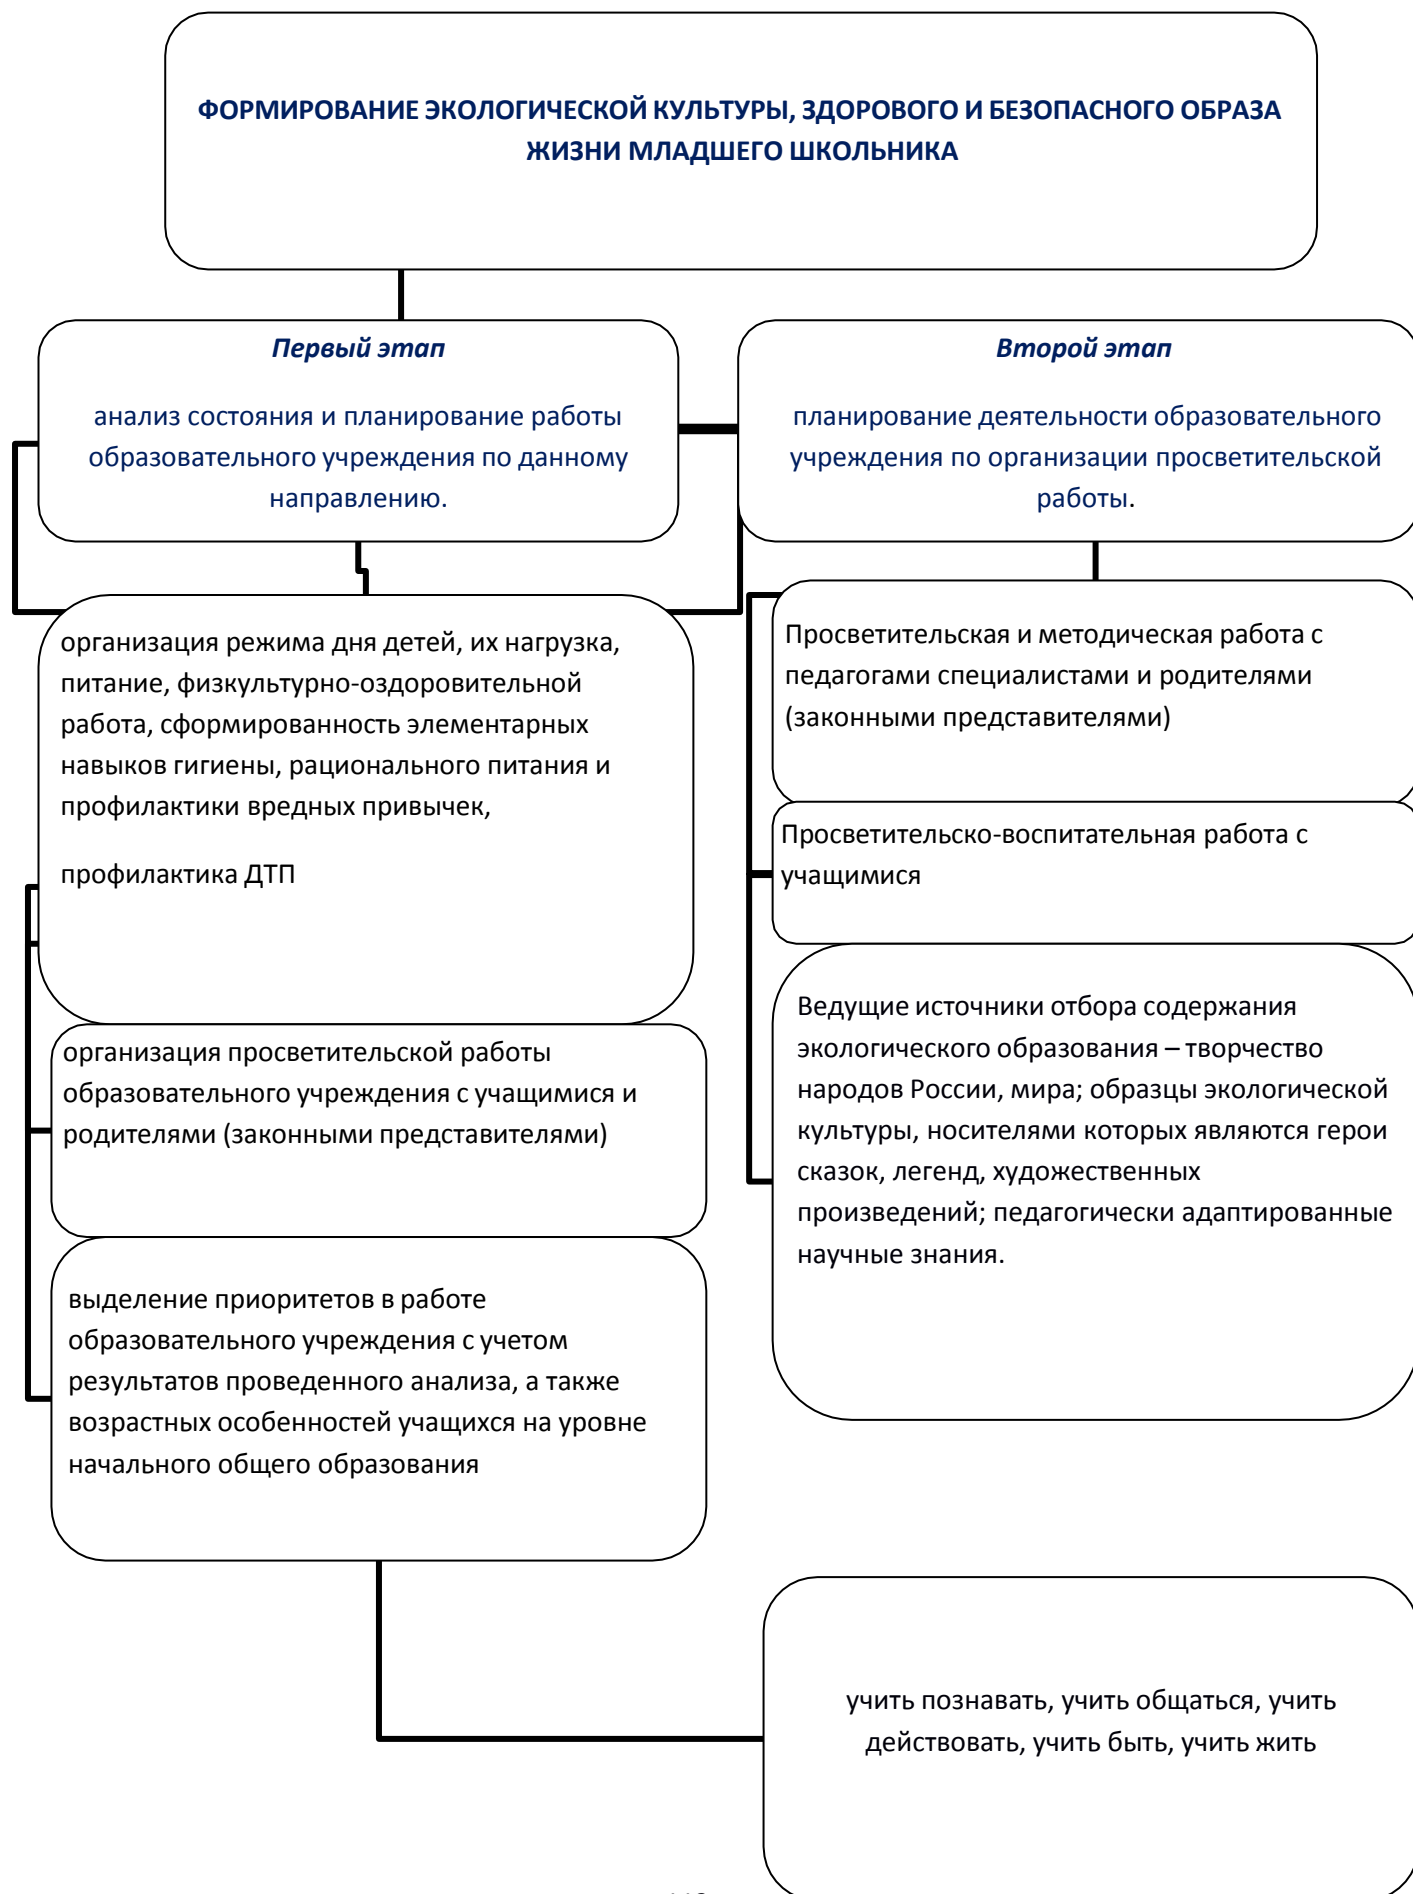 ФОРМИРОВАНИЕ ЭКОЛОГИЧЕСКОЙ КУЛЬТУРЫ, ЗДОРОВОГО И БЕЗОПАСНОГО ОБРАЗА
ЖИЗНИ МЛАДШЕГО ШКОЛЬНИКА
Первый этап
анализ состояния и планирование работы
образовательного учреждения по данному
направлению.
Второй этап
планирование деятельности образовательного
учреждения по организации просветительской
работы.
организация режима дня детей, их нагрузка,
питание, физкультурно-оздоровительной
работа, сформированность элементарных
навыков гигиены, рационального питания и
профилактики вредных привычек,
профилактика ДТП
организация просветительской работы
образовательного учреждения с учащимися и
родителями (законными представителями)
выделение приоритетов в работе
образовательного учреждения с учетом
результатов проведенного анализа, а также
возрастных особенностей учащихся на уровне
начального общего образования
Просветительская и методическая работа с
педагогами специалистами и родителями
(законными представителями)
Просветительско-воспитательная работа с
учащимися
Ведущие источники отбора содержания
экологического образования – творчество
народов России, мира; образцы экологической
культуры, носителями которых являются герои
сказок, легенд, художественных
произведений; педагогически адаптированные
научные знания.
учить познавать, учить общаться, учить
действовать, учить быть, учить жить